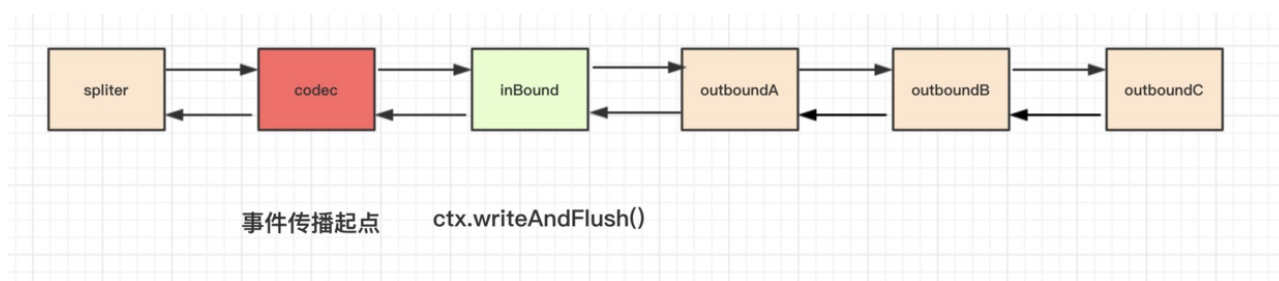 spliter
codec
inBound
outboundA
outboundB
outboundC
事件传播起点
ctx.writeAndFlush()